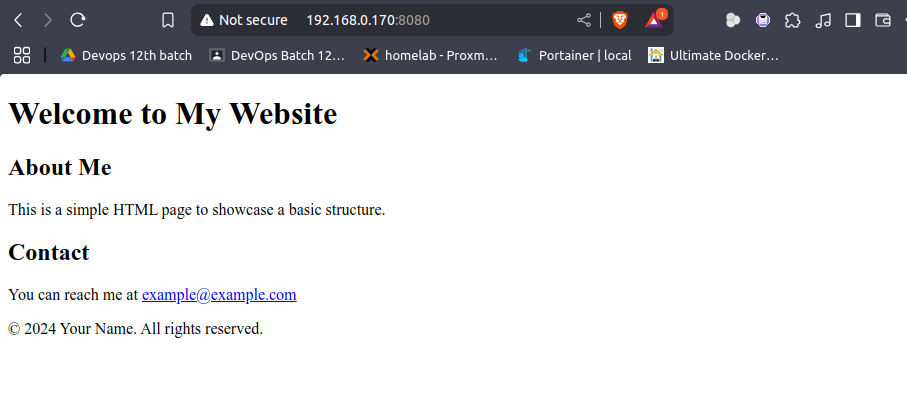 Not secure 192.168.0.170:8080
1
Devops 12th batch DevOps Batch 12... homelab - Proxm... Portainer | local Ultimate Docker...
Welcome to My Website
About Me
This is a simple HTML page to showcase a basic structure.
Contact
You can reach me at example@example.com
© 2024 Your Name. All rights reserved.